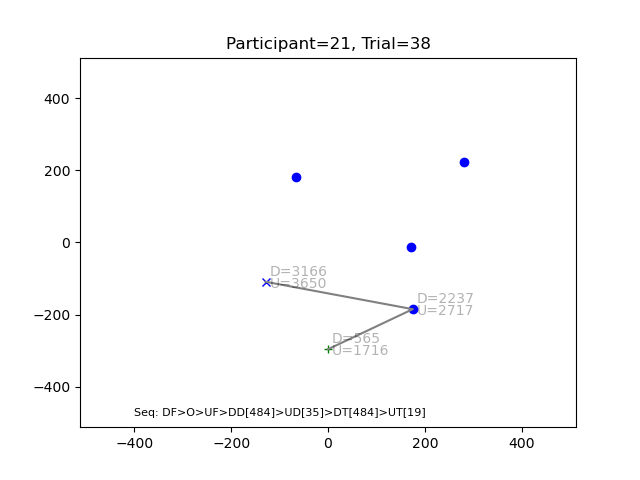 Participant=21, Trial=38
400
200
0
−200
−400
D=3166
U=3650
D=2237
U=2717
D=565
U=1716
Seq: DF>O>UF>DD[484]>UD[35]>DT[484]>UT[19]
−400 −200 0 200 400